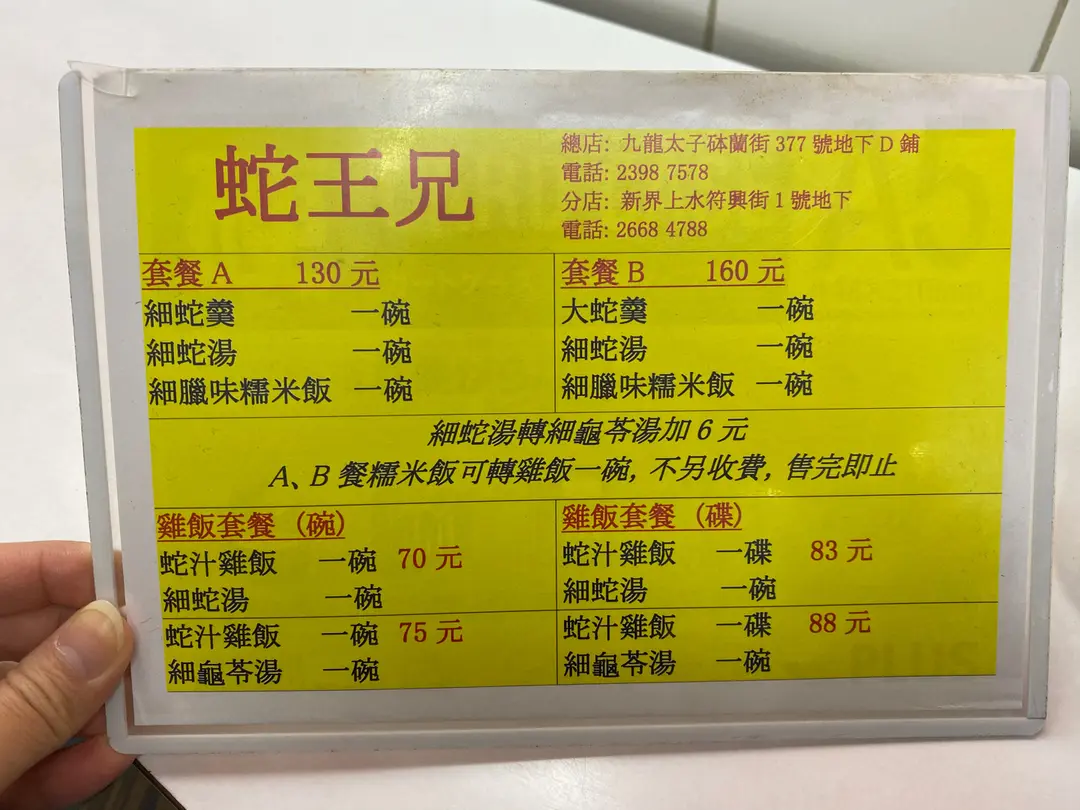 蛇王兄
總店: 九龍太子砵蘭街 377 號地下 D 鋪
電話: 2398 7578
分店: 新界上水符興街 1 號地下
電話: 2668 4788
套餐 A 130 元
細蛇羹 一碗
細蛇湯 一碗
細臘味糯米飯 一碗
套餐 B 160 元
大蛇羹 一碗
細蛇湯 一碗
細臘味糯米飯 一碗
細蛇湯轉細龜苓湯加 6 元
A、B 餐糯米飯可轉雞飯一碗, 不另收費, 售完即止
雞飯套餐 (碗)
蛇汁雞飯 一碗 70 元
細蛇湯 一碗
蛇汁雞飯 一碗 75 元
細龜苓湯 一碗
雞飯套餐 (碟)
蛇汁雞飯 一碟 83 元
細蛇湯 一碗
蛇汁雞飯 一碟 88 元
細龜苓湯 一碗